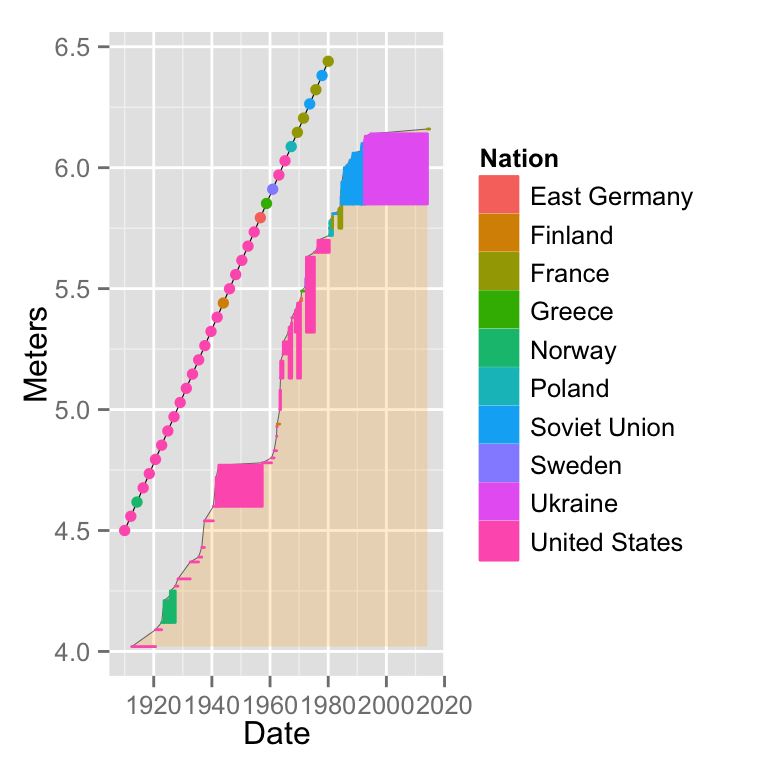 6.5
6.0
5.5
5.0
4.5
4.0
Meters
1920 1940 1960 1980 2000 2020
Date
Nation
East Germany
Finland
France
Greece
Norway
Poland
Soviet Union
Sweden
Ukraine
United States